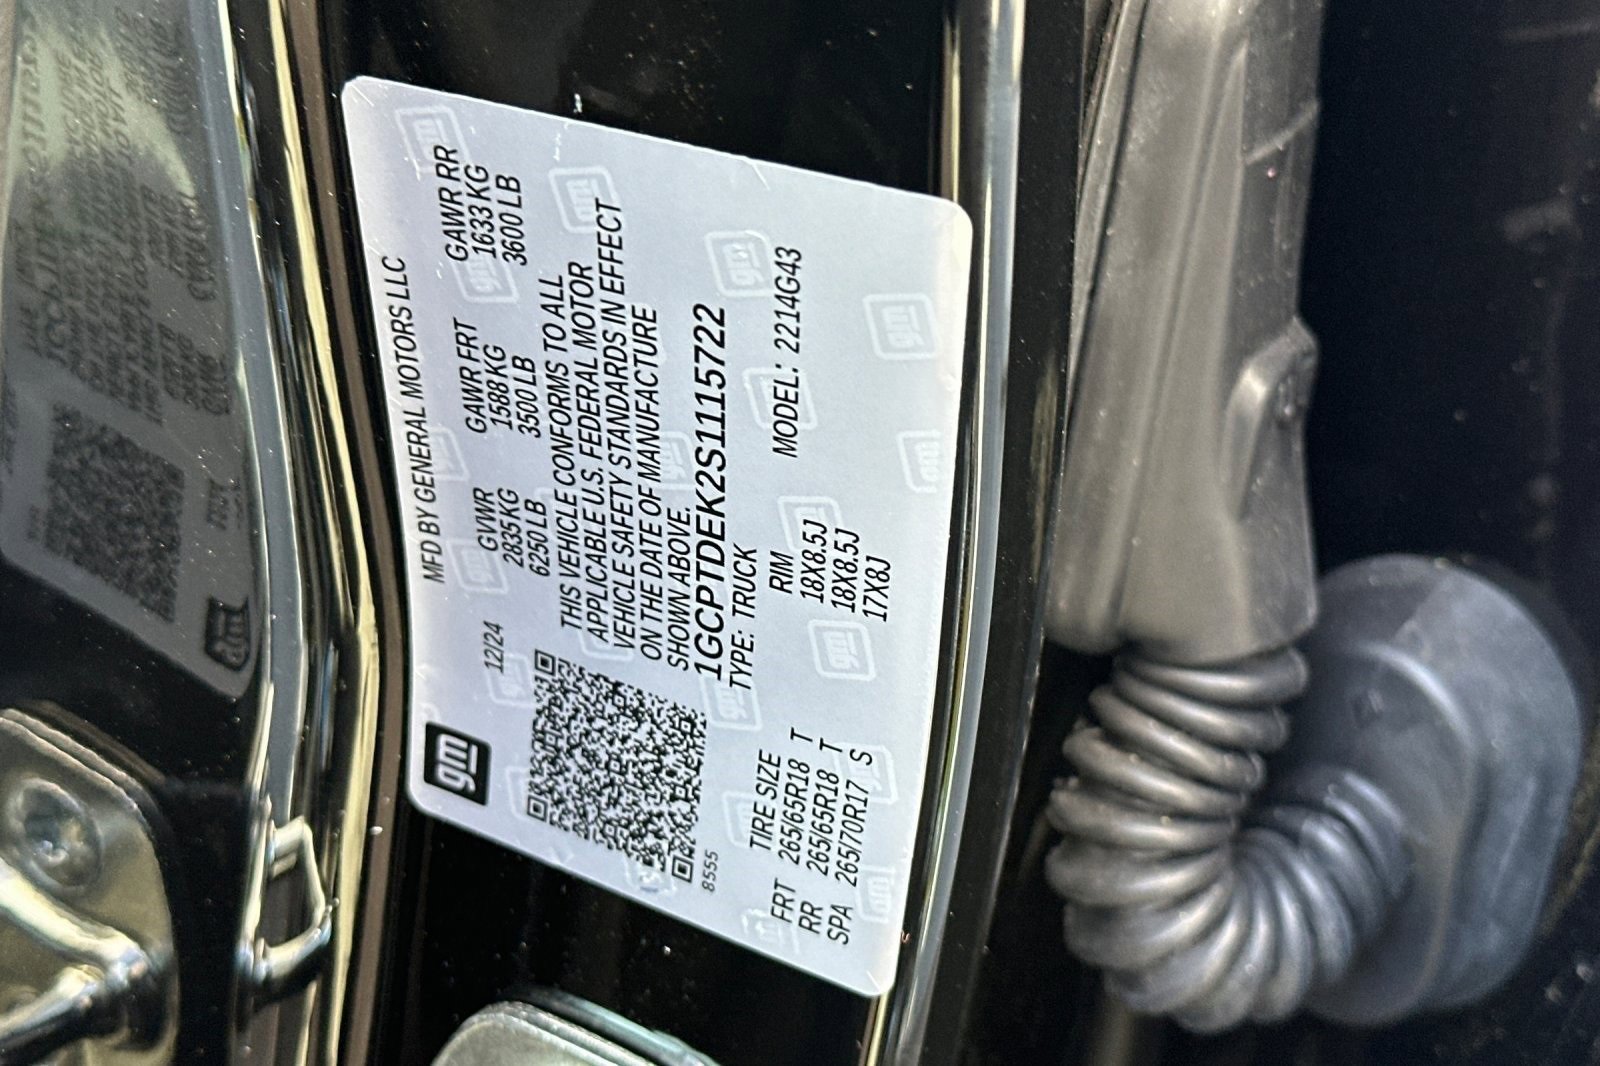 MFD BY GENERAL MOTORS LLC
gm
12/24
GVWR GAWR FRT GAWR RR
2835 KG 1588 KG 1633 KG
6250 LB 3500 LB 3600 LB
THIS VEHICLE CONFORMS TO ALL
APPLICABLE U.S. FEDERAL MOTOR
VEHICLE SAFETY STANDARDS IN EFFECT
ON THE DATE OF MANUFACTURE
SHOWN ABOVE.
1GCPTDEK2S1115722
8555
TYPE: TRUCK MODEL: 2214G43
TIRE SIZE RIM
FRT 265/65R18 T 18X8.5J
RR 265/65R18 T 18X8.5J
SPA 265/70R17 S 17X8J